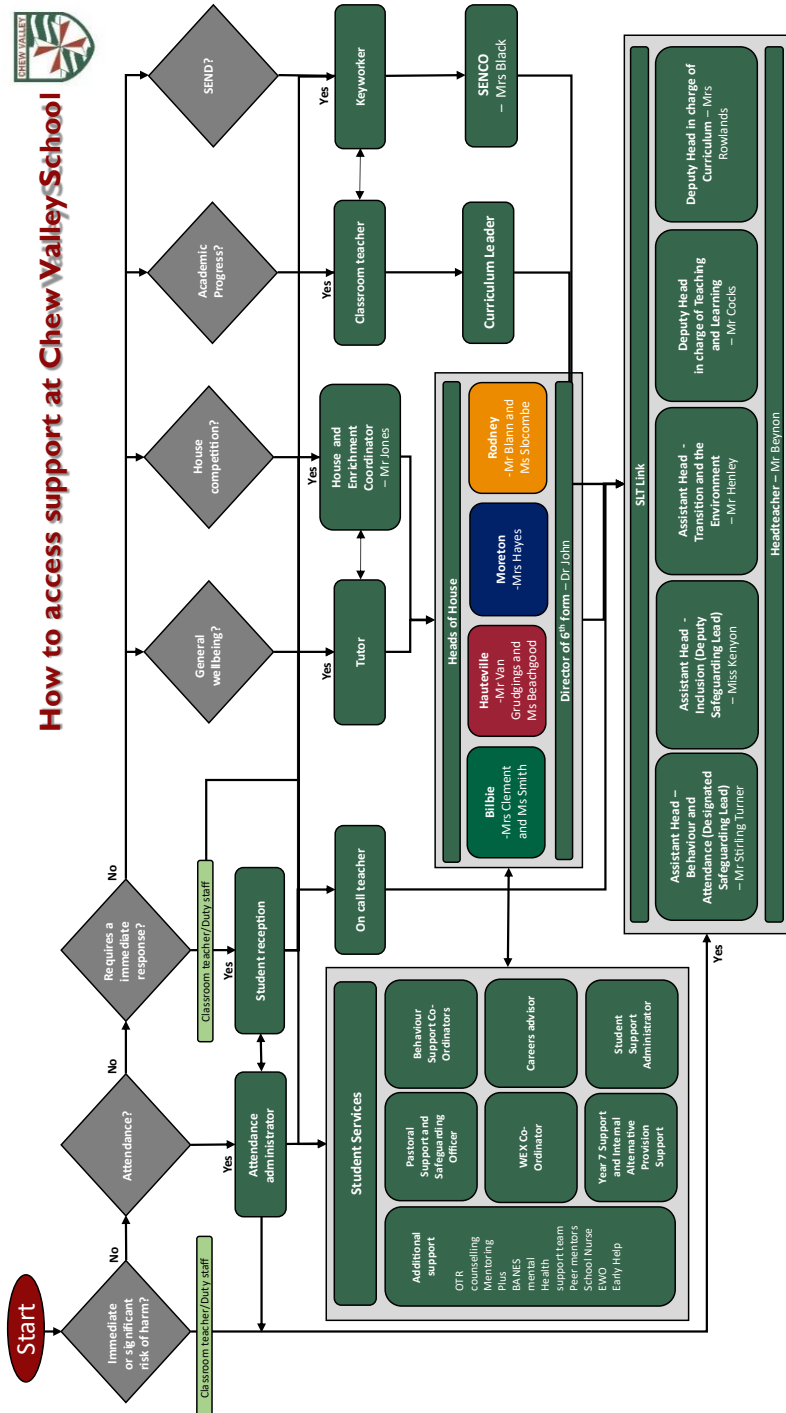 How to access support at Chew Valley School
CHEW VALLEY
Start
Immediate
or significant
risk of harm?
No
Attendance?
No
Requires a
immediate
response?
No
General
wellbeing?
House
competition?
Academic
Progress?
SEND?
Classroom teacher/Duty staff
Classroom teacher/Duty staff
Yes
Attendance
administrator
Yes
Student reception
Yes
Tutor
Yes
House and
Enrichment
Coordinator
– Mr Jones
Yes
Classroom teacher
Yes
Keyworker
On call teacher
Curriculum Leader
SENCO
– Mrs Black
Student Services
Additional
support
OTR
counselling
Mentoring
Plus
BANES
mental
Health
support team
Peer mentors
School Nurse
EWO
Early Help
Pastoral
Support and
Safeguarding
Officer
Behaviour
Support Co-
Ordinators
WEX Co-
Ordinator
Careers advisor
Year 7 Support
and Internal
Alternative
Provision
Support
Student
Support
Administrator
Heads of House
Bilbie
-Mrs Clement
and Ms Smith
Hauteville
-Mr Van
Grudgings and
Ms Beachgood
Moreton
-Mrs Hayes
Rodney
-Mr Blann and
Ms Slocombe
Director of 6th form – Dr John
Yes
SLT Link
Assistant Head –
Behaviour and
Attendance (Designated
Safeguarding Lead)
– Mr Stirling Turner
Assistant Head -
Inclusion (Deputy
Safeguarding Lead)
– Miss Kenyon
Assistant Head -
Transition and the
Environment
– Mr Henley
Deputy Head
in charge of Teaching
and Learning
– Mr Cocks
Deputy Head in charge of
Curriculum – Mrs
Rowlands
Headteacher – Mr Beynon